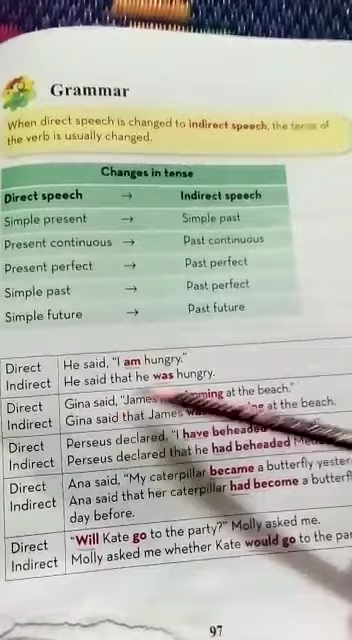 Grammar
When direct speech is changed to indirect speech, the tense of
the verb is usually changed.
Changes in tense
Direct speech → Indirect speech
Simple present → Simple past
Present continuous → Past continuous
Present perfect → Past perfect
Simple past → Past perfect
Simple future → Past future
Direct He said, "I am hungry."
Indirect He said that he was hungry.
Direct Gina said, "James at the beach."
Indirect Gina said that James at the beach.
Direct Perseus declared, "I have beheaded
Indirect Perseus declared that he had beheaded
Direct Ana said, "My caterpillar became a butterfly
Indirect Ana said that her caterpillar had become a
day before.
Direct "Will Kate go to the party?" Molly asked me.
Indirect Molly asked me whether Kate would go to the
97